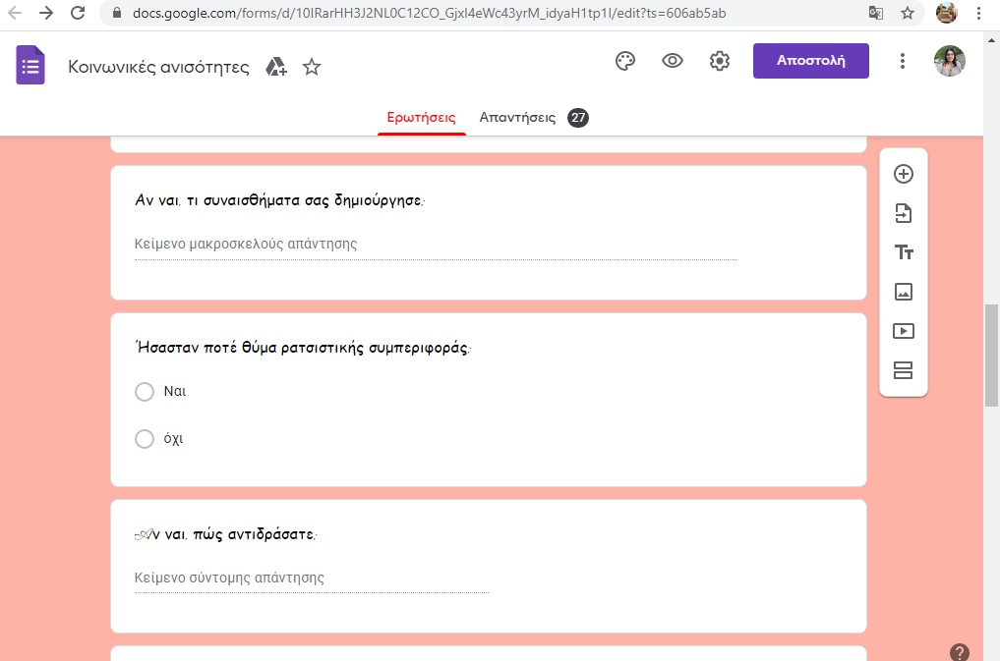 docs.google.com/forms/d/10IRarHH3J2NL0C12CO_GjxI4eWc43yrM_idyaH1tp1I/edit?ts=606ab5ab
Κοινωνικές ανισότητες
Αποστολή
Ερωτήσεις Απαντήσεις 27
Αν ναι, τι συναισθήματα σας δημιούργησε;
Κείμενο μακροσκελούς απάντησης
Ήσασταν ποτέ θύμα ρατσιστικής συμπεριφοράς;
Ναι
όχι
Αν ναι, πώς αντιδράσατε;
Κείμενο σύντομης απάντησης